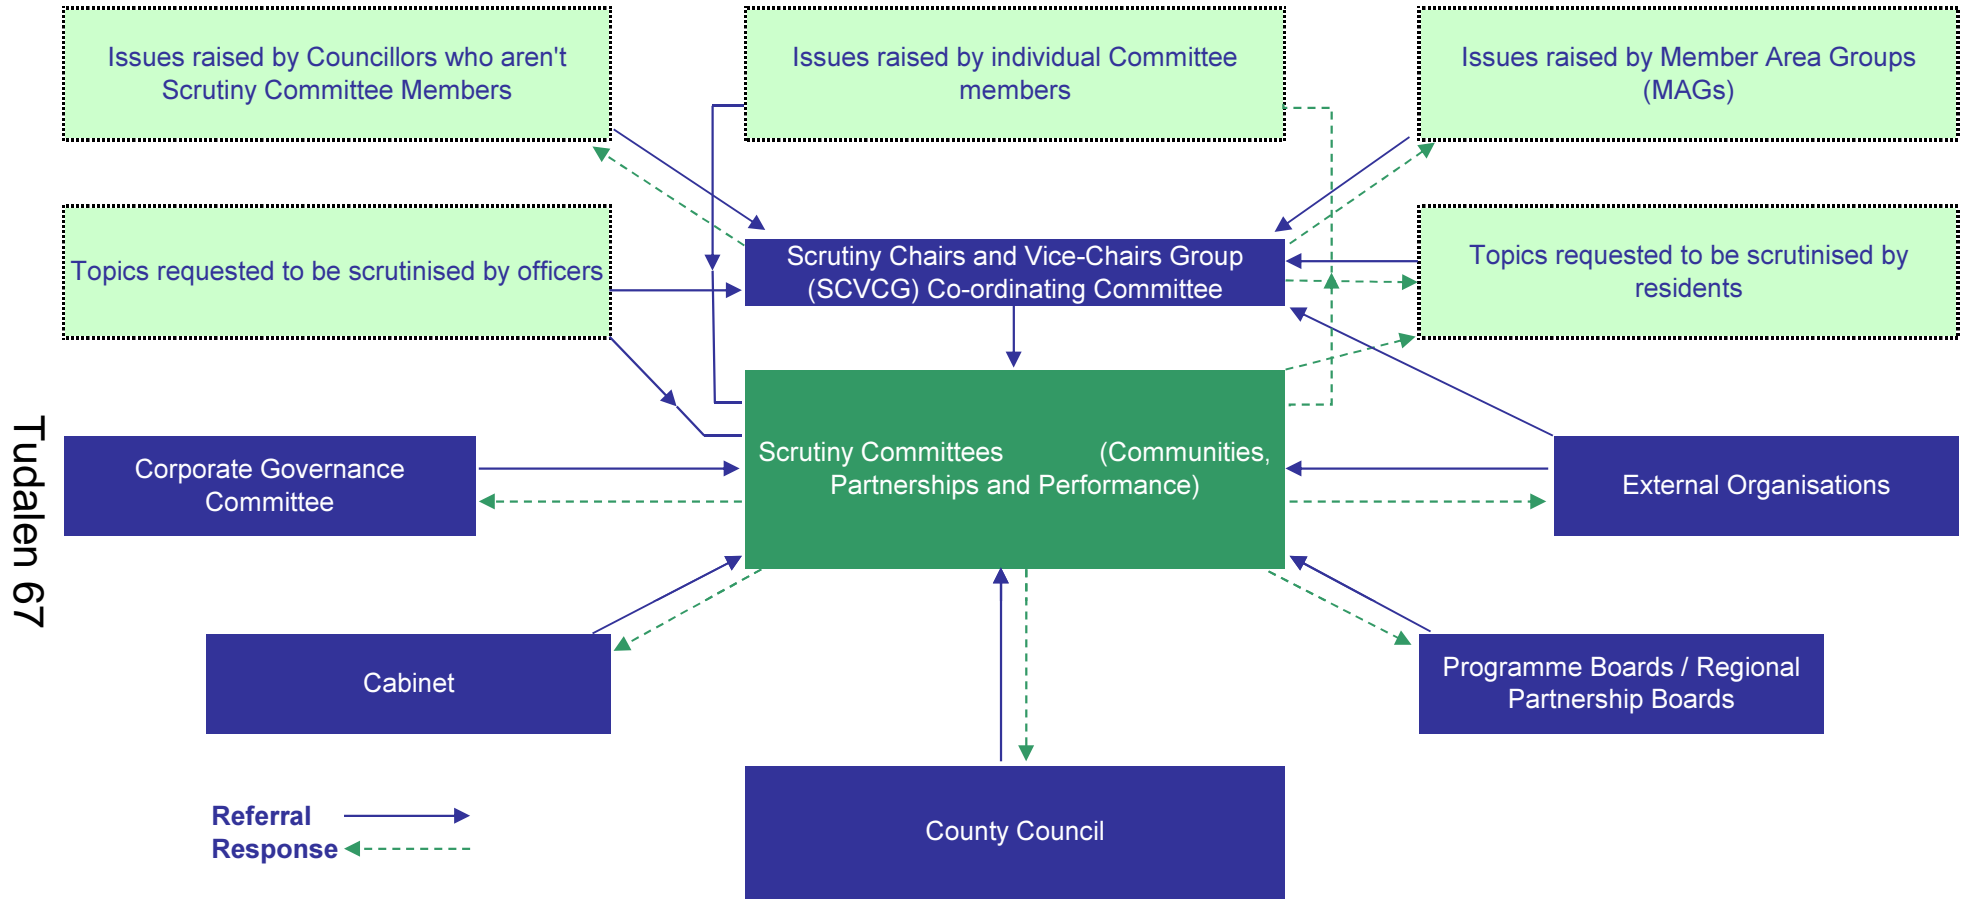 Issues raised by Councillors who aren't
Scrutiny Committee Members
Issues raised by individual Committee
members
Issues raised by Member Area Groups
(MAGs)
Topics requested to be scrutinised by officers
Scrutiny Chairs and Vice-Chairs Group
(SCVCG) Co-ordinating Committee
Topics requested to be scrutinised by
residents
Tudalen 67
Corporate Governance
Committee
Scrutiny Committees (Communities,
Partnerships and Performance)
External Organisations
Cabinet
Programme Boards / Regional
Partnership Boards
County Council
Referral
Response